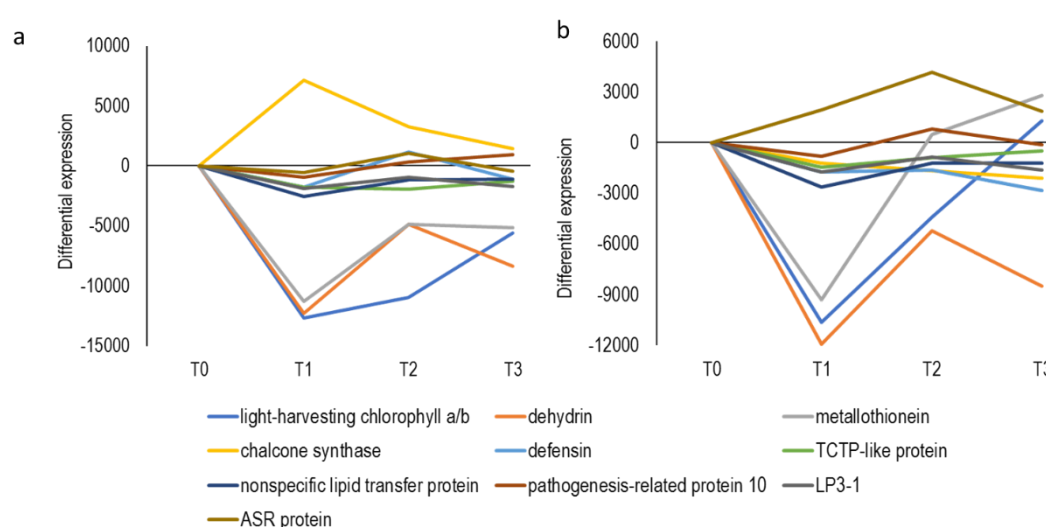 a
Differential expression
10000
5000
0
-5000
-10000
-15000
T0 T1 T2 T3
b
Differential expression
6000
3000
0
-3000
-6000
-9000
-12000
T0 T1 T2 T3
light-harvesting chlorophyll a/b dehydrin metallothionein
chalcone synthase defensin TCTP-like protein
nonspecific lipid transfer protein pathogenesis-related protein 10 LP3-1
ASR protein